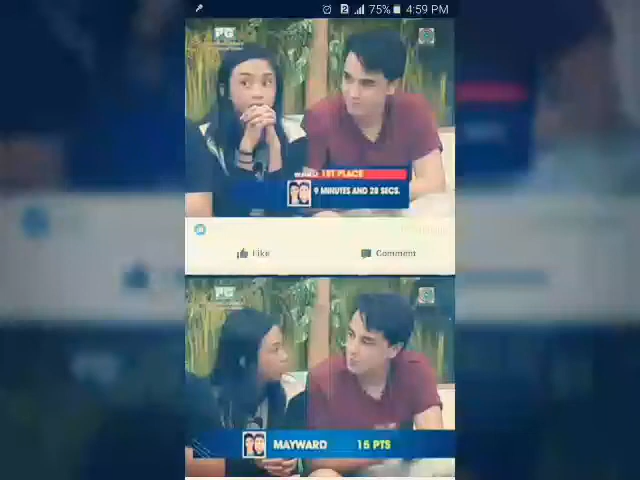 75% 4:59 PM
PG
1ST PLACE
9 MINUTES AND 28 SECS.
Like Comment
PG
MAYWARD 15 PTS